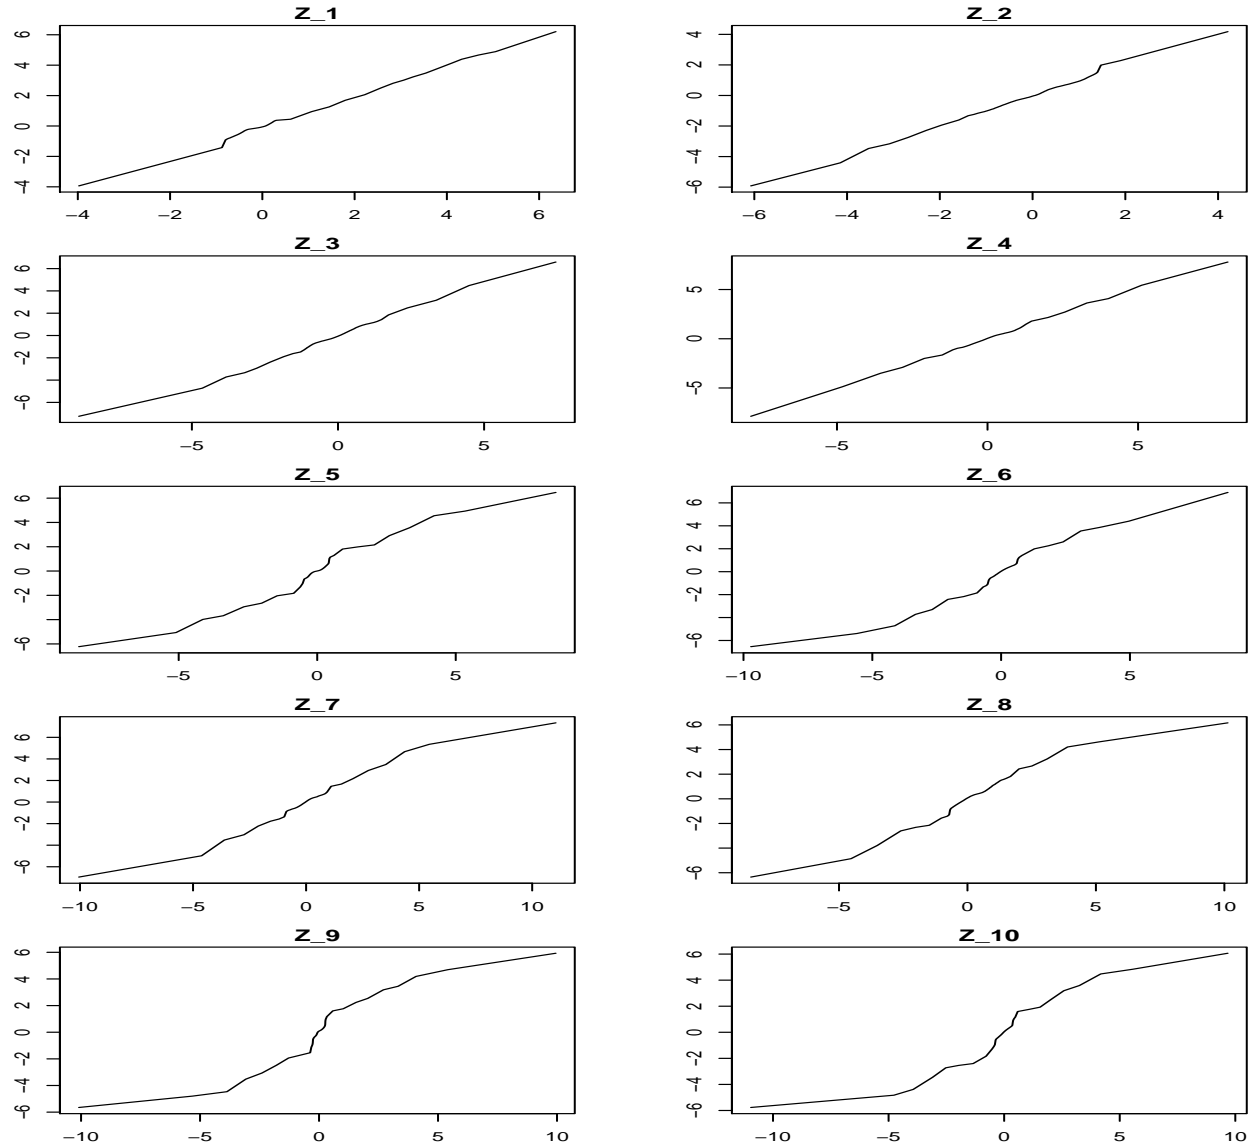 Z_1 Z_2
6 4 2 0 −2 −4 4 2 0 −2 −4 −6
−4 −2 0 2 4 6 −6 −4 −2 0 2 4
Z_3 Z_4
6 4 2 0 −2 −6 5 0 −5
−5 0 5 −5 0 5
Z_5 Z_6
6 4 2 0 −2 −6 6 4 2 0 −2 −6
−5 0 5 −10 −5 0 5
Z_7 Z_8
6 4 2 0 −2 −6 6 4 2 0 −2 −6
−10 −5 0 5 10 −5 0 5 10
Z_9 Z_10
6 4 2 0 −2 −4 −6 6 4 2 0 −2 −4 −6
−10 −5 0 5 10 −10 −5 0 5 10